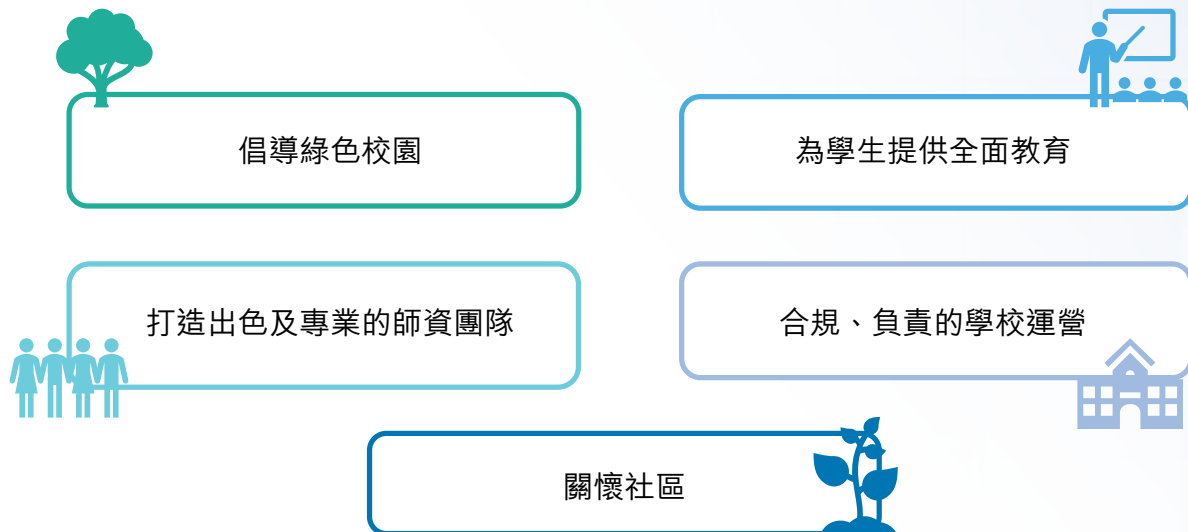 倡導綠色校園
為學生提供全面教育
打造出色及專業的師資團隊
合規、負責的學校運營
關懷社區